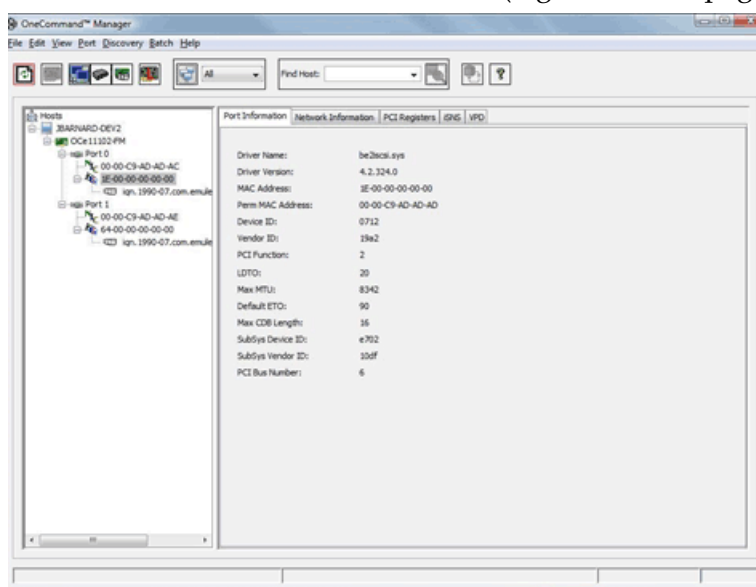 OneCommand™ Manager
File Edit View Port Discovery Batch Help
All
Find Host:
Hosts
JBARNARD-DEV2
OCe11102-FM
Port 0
00-00-C9-AD-AD-AC
1E-00-00-00-00-00
iqn.1990-07.com.emule
Port 1
00-00-C9-AD-AD-AE
64-00-00-00-00-00
iqn.1990-07.com.emule
Port Information Network Information PCI Registers iSNS VPD
Driver Name: be2iscsi.sys
Driver Version: 4.2.324.0
MAC Address: 1E-00-00-00-00-00
Perm MAC Address: 00-00-C9-AD-AD-AD
Device ID: 0712
Vendor ID: 19a2
PCI Function: 2
LDTO: 20
Max MTU: 8342
Default ETO: 90
Max CDB Length: 16
SubSys Device ID: e702
SubSys Vendor ID: 10df
PCI Bus Number: 6